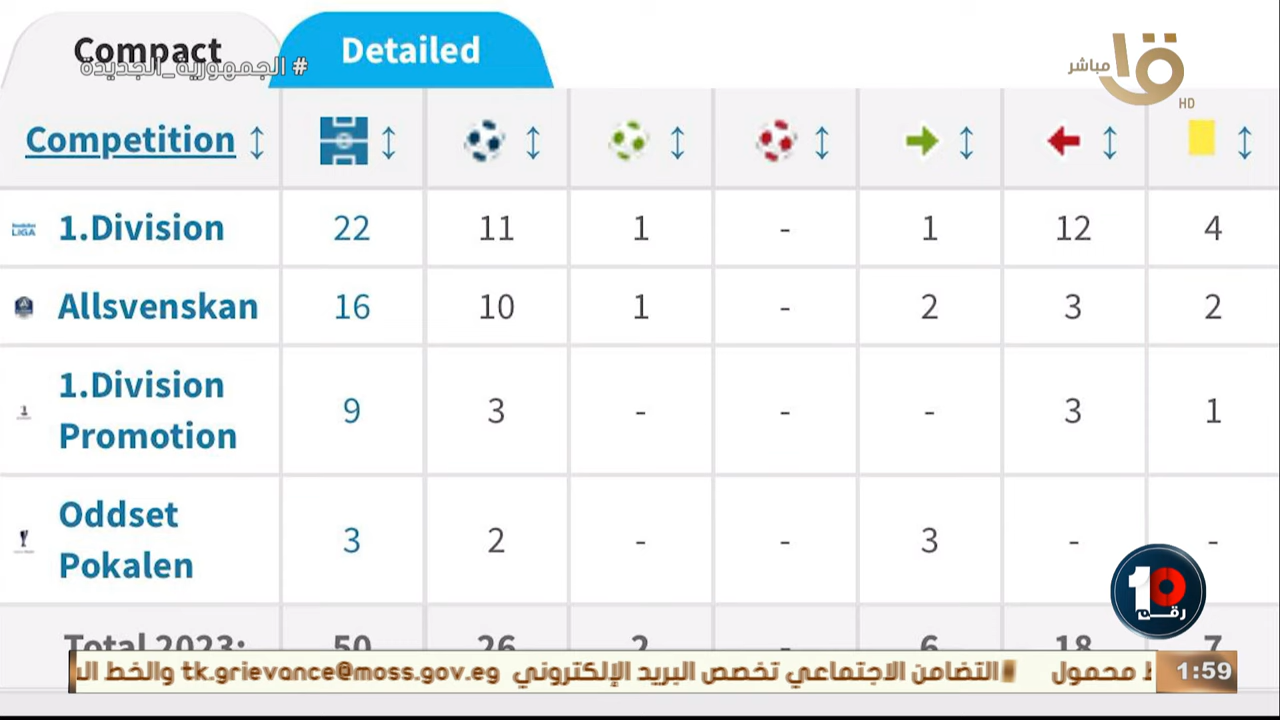 Compact
Detailed
# الجمهورية_الجديدة
مباشر
HD
Competition
LIGA 1.Division 22 11 1 - 1 12 4
Allsvenskan 16 10 1 - 2 3 2
1.Division
Promotion 9 3 - - - 3 1
Oddset
Pokalen 3 2 - - 3 - -
10
رقم
Total 2023: 50 26 2 - 6 18 7
محمول # التضامن الاجتماعي تخصص البريد الإلكتروني tk.grievance@moss.gov.eg والخط
1:59